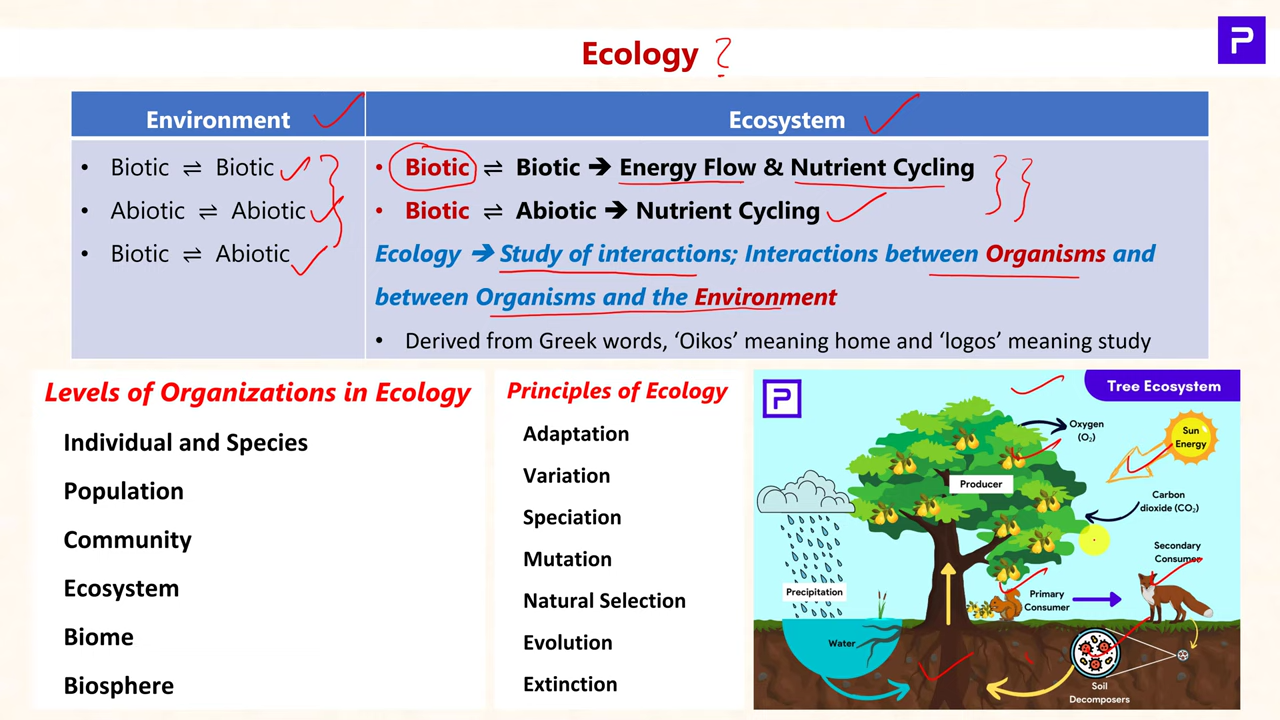 Ecology ?
P
Environment
Ecosystem
• Biotic ⇌ Biotic
• Abiotic ⇌ Abiotic
• Biotic ⇌ Abiotic
• Biotic ⇌ Biotic ➔ Energy Flow & Nutrient Cycling
• Biotic ⇌ Abiotic ➔ Nutrient Cycling
Ecology ➔ Study of interactions; Interactions between Organisms and
between Organisms and the Environment
• Derived from Greek words, ‘Oikos’ meaning home and ‘logos’ meaning study
Levels of Organizations in Ecology
Individual and Species
Population
Community
Ecosystem
Biome
Biosphere
Principles of Ecology
Adaptation
Variation
Speciation
Mutation
Natural Selection
Evolution
Extinction
P
Tree Ecosystem
Oxygen
(O₂)
Sun
Energy
Producer
Carbon
dioxide (CO₂)
Secondary
Consumer
Precipitation
Primary
Consumer
Water
Soil
Decomposers